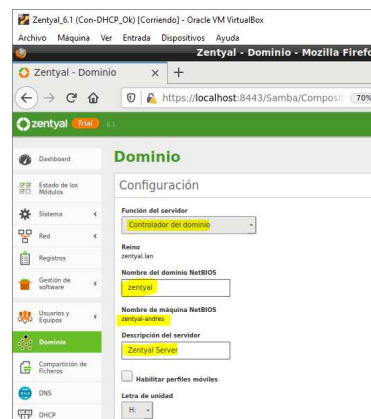 Zentyal_6.1 (Con-DHCP_Ok) [Corriendo] - Oracle VM VirtualBox
Archivo Máquina Ver Entrada Dispositivos Ayuda
Zentyal - Dominio - Mozilla Firefo
Zentyal - Dominio
https://localhost:8443/Samba/Composit 70%
zentyal Trial 6.1
Dashboard
Estado de los Módulos
Sistema
Red
Registros
Gestión de software
Usuarios y Equipos
Dominio
Compartición de Ficheros
DNS
DHCP
Dominio
Configuración
Función del servidor
Controlador del dominio
Reino
zentyal.lan
Nombre del dominio NetBIOS
zentyal
Nombre de máquina NetBIOS
zentyal-andres
Descripción del servidor
Zentyal Server
Habilitar perfiles móviles
Letra de unidad
H: